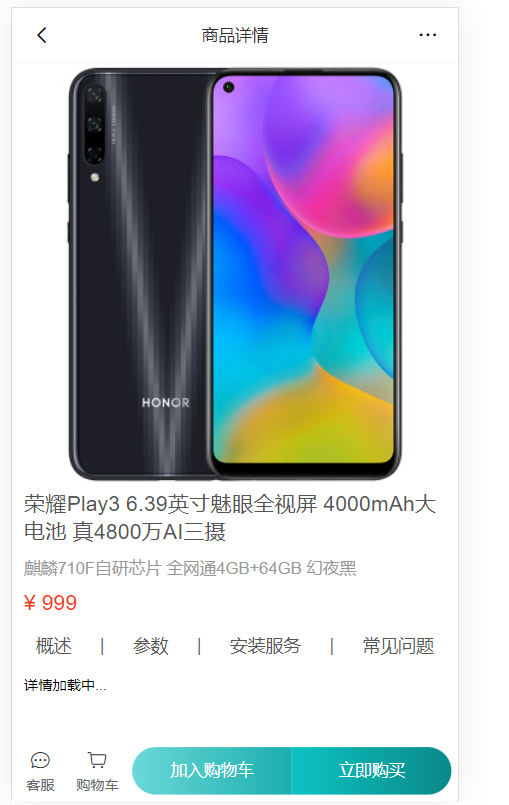 商品详情
HONOR
荣耀Play3 6.39英寸魅眼全视屏 4000mAh大
电池 真4800万AI三摄
麒麟710F自研芯片 全网通4GB+64GB 幻夜黑
¥ 999
概述 | 参数 | 安装服务 | 常见问题
详情加载中...
客服 购物车 加入购物车 立即购买